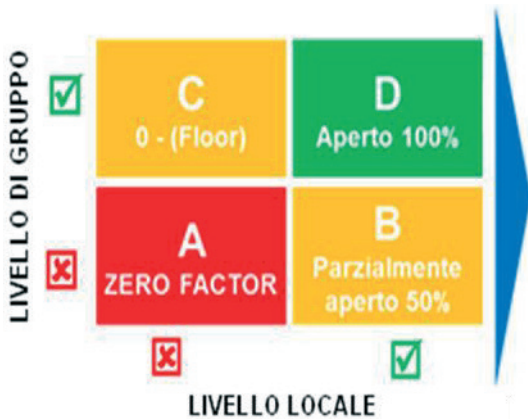 LIVELLO DI GRUPPO
C
0 - (Floor)
D
Aperto 100%
A
ZERO FACTOR
B
Parzialmente
aperto 50%
LIVELLO LOCALE